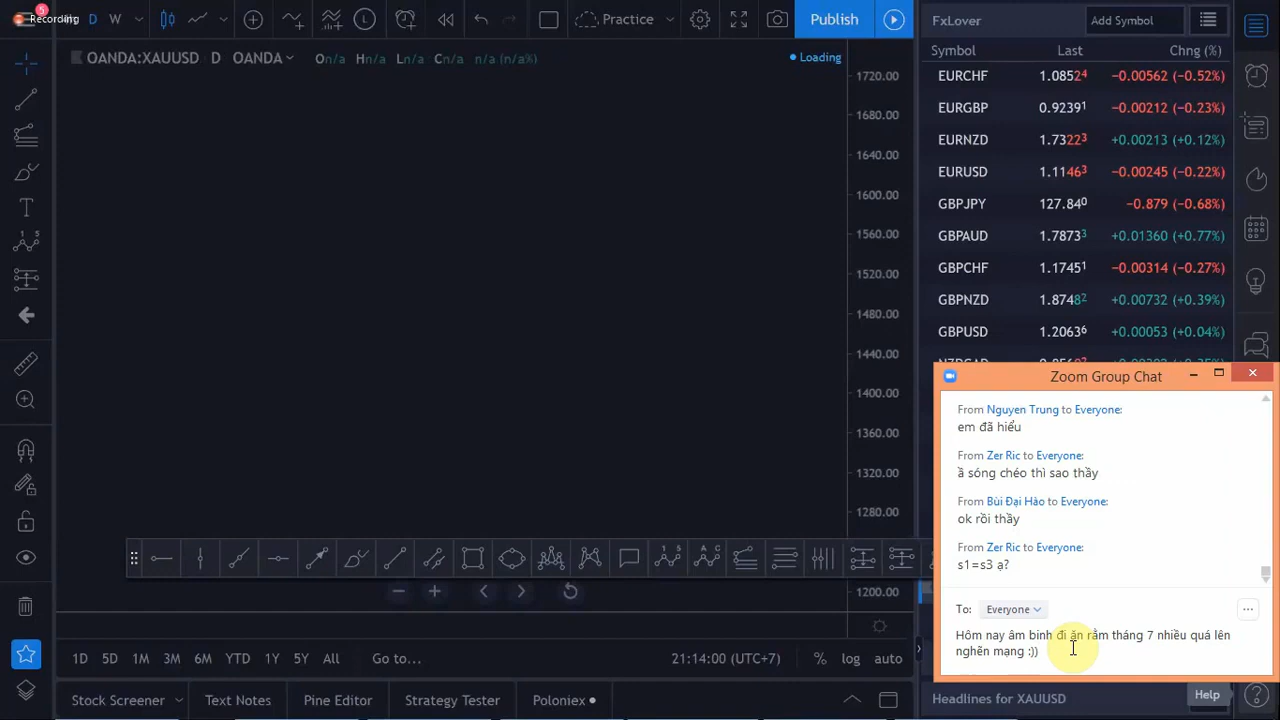 Recording
5
D
W
Practice
Publish
FxLover
Add Symbol
OANDA:XAUUSD D OANDA
On/a Hn/a Ln/a Cn/a n/a (n/a%)
Loading
Symbol Last Chng (%)
EURCHF 1.08524 −0.00562 (−0.52%)
EURGBP 0.92391 −0.00212 (−0.23%)
EURNZD 1.73223 +0.00213 (+0.12%)
EURUSD 1.11463 −0.00245 (−0.22%)
GBPJPY 127.840 −0.879 (−0.68%)
GBPAUD 1.78733 +0.01360 (+0.77%)
GBPCHF 1.17451 −0.00314 (−0.27%)
GBPNZD 1.87482 +0.00732 (+0.39%)
GBPUSD 1.20636 +0.00053 (+0.04%)
1720.00
1680.00
1640.00
1600.00
1560.00
1520.00
1480.00
1440.00
1400.00
1360.00
1320.00
1280.00
1200.00
Zoom Group Chat
From Nguyen Trung to Everyone:
em đã hiểu
From Zer Ric to Everyone:
ầ sóng chéo thì sao thầy
From Bùi Đại Hào to Everyone:
ok rồi thầy
From Zer Ric to Everyone:
s1=s3 ạ?
To: Everyone
Hôm nay âm binh đi ăn rằm tháng 7 nhiều quá lên
nghẽn mạng :))
1D 5D 1M 3M 6M YTD 1Y 5Y All Go to...
21:14:00 (UTC+7) % log auto
Stock Screener Text Notes Pine Editor Strategy Tester Poniex
Headlines for XAUUSD
Help